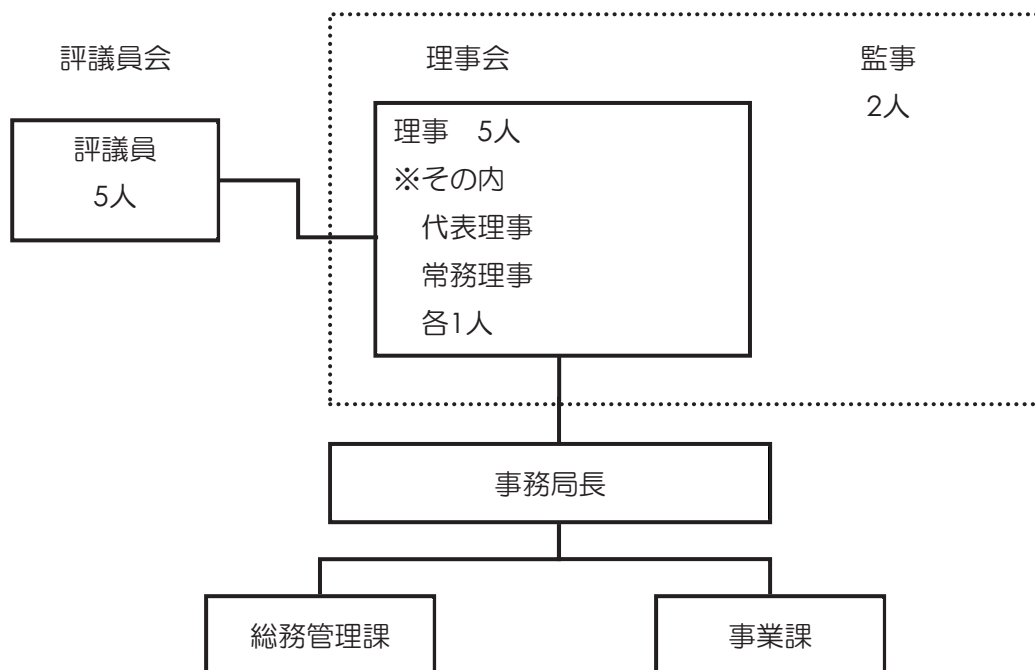 評議員会
評議員
5人
理事会
理事　5人
※その内
代表理事
常務理事
各1人
監事
2人
事務局長
総務管理課
事業課